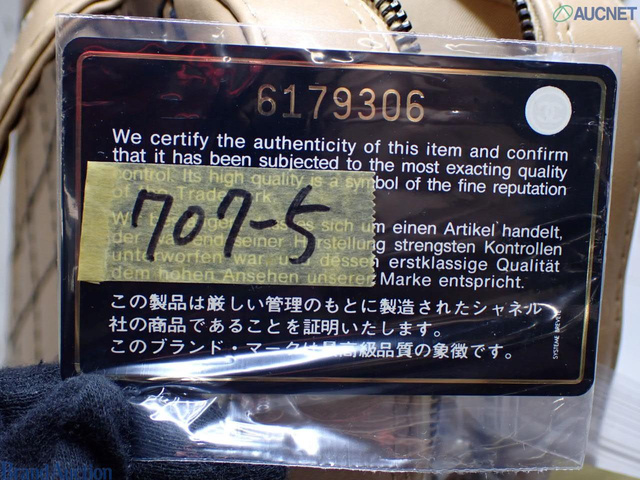 AUCNET
6179306
We certify the authenticity of this item and confirm
that it has been subjected to the most exacting quality
control. Its high quality is a symbol of the fine reputation
of the Trademark.
707-5
es sich um einen Artikel handelt,
der während seiner Herstellung strengsten Kontrollen
unterworfen war, und dessen erstklassige Qualität
dem hohen Ansehen unserer Marke entspricht.
この製品は厳しい管理のもとに製造されたシャネル
社の商品であることを証明いたします。
このブランド・マークは最高級品質の象徴です。
Brand Auction